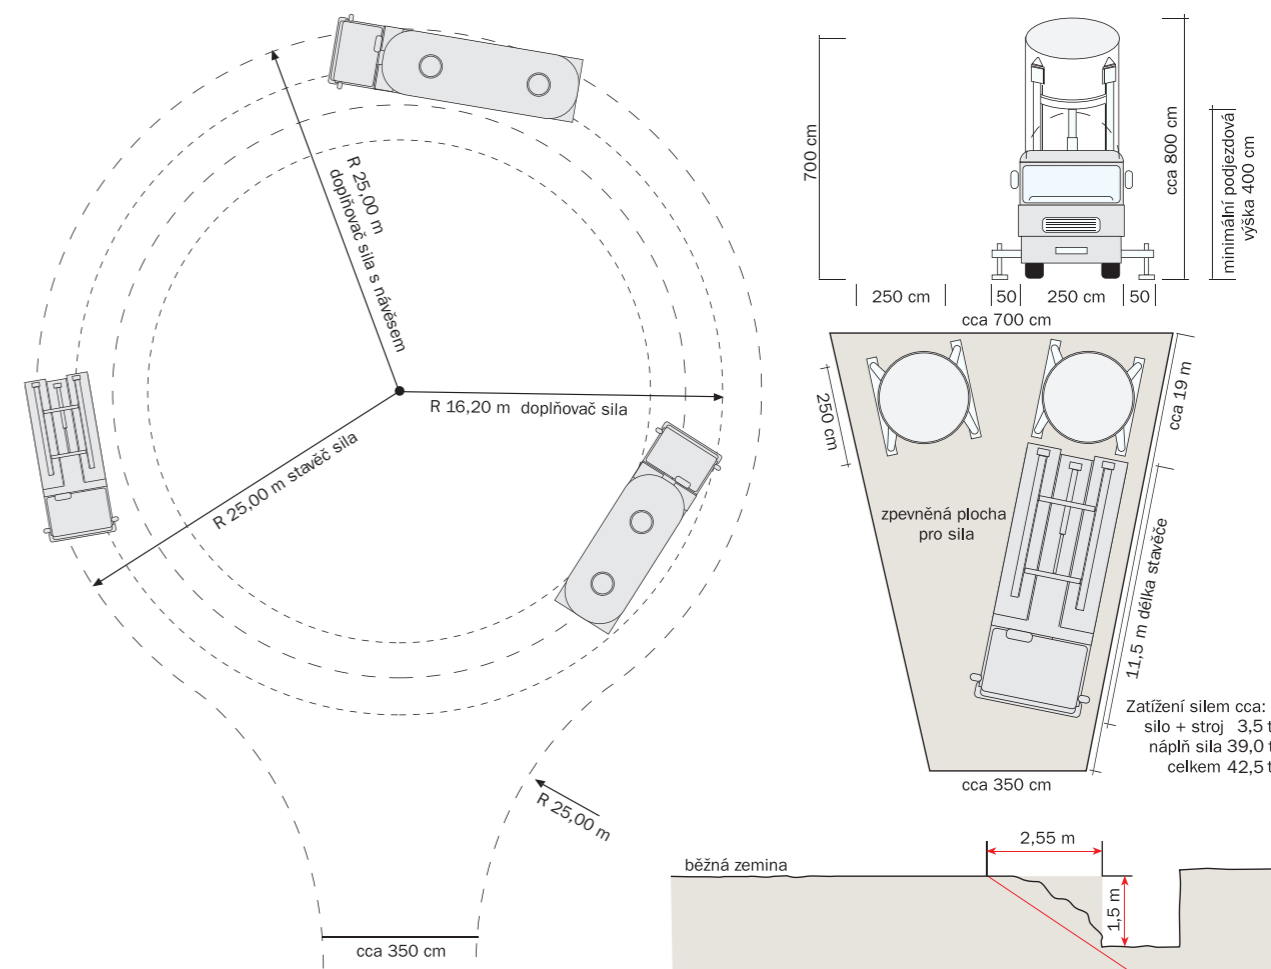 R 25,00 m
doplňovač sila s návěsem
R 16,20 m doplňovač sila
R 25,00 m stavěč sila
R 25,00 m
cca 350 cm
700 cm
cca 800 cm
minimální podjezdová
výška 400 cm
250 cm
50
250 cm
50
cca 700 cm
250 cm
cca 19 m
zpevněná plocha
pro sila
11,5 m délka stavěče
Zatížení silem cca:
silo + stroj 3,5 t
náplň sila 39,0 t
celkem 42,5 t
cca 350 cm
běžná zemina
2,55 m
1,5 m